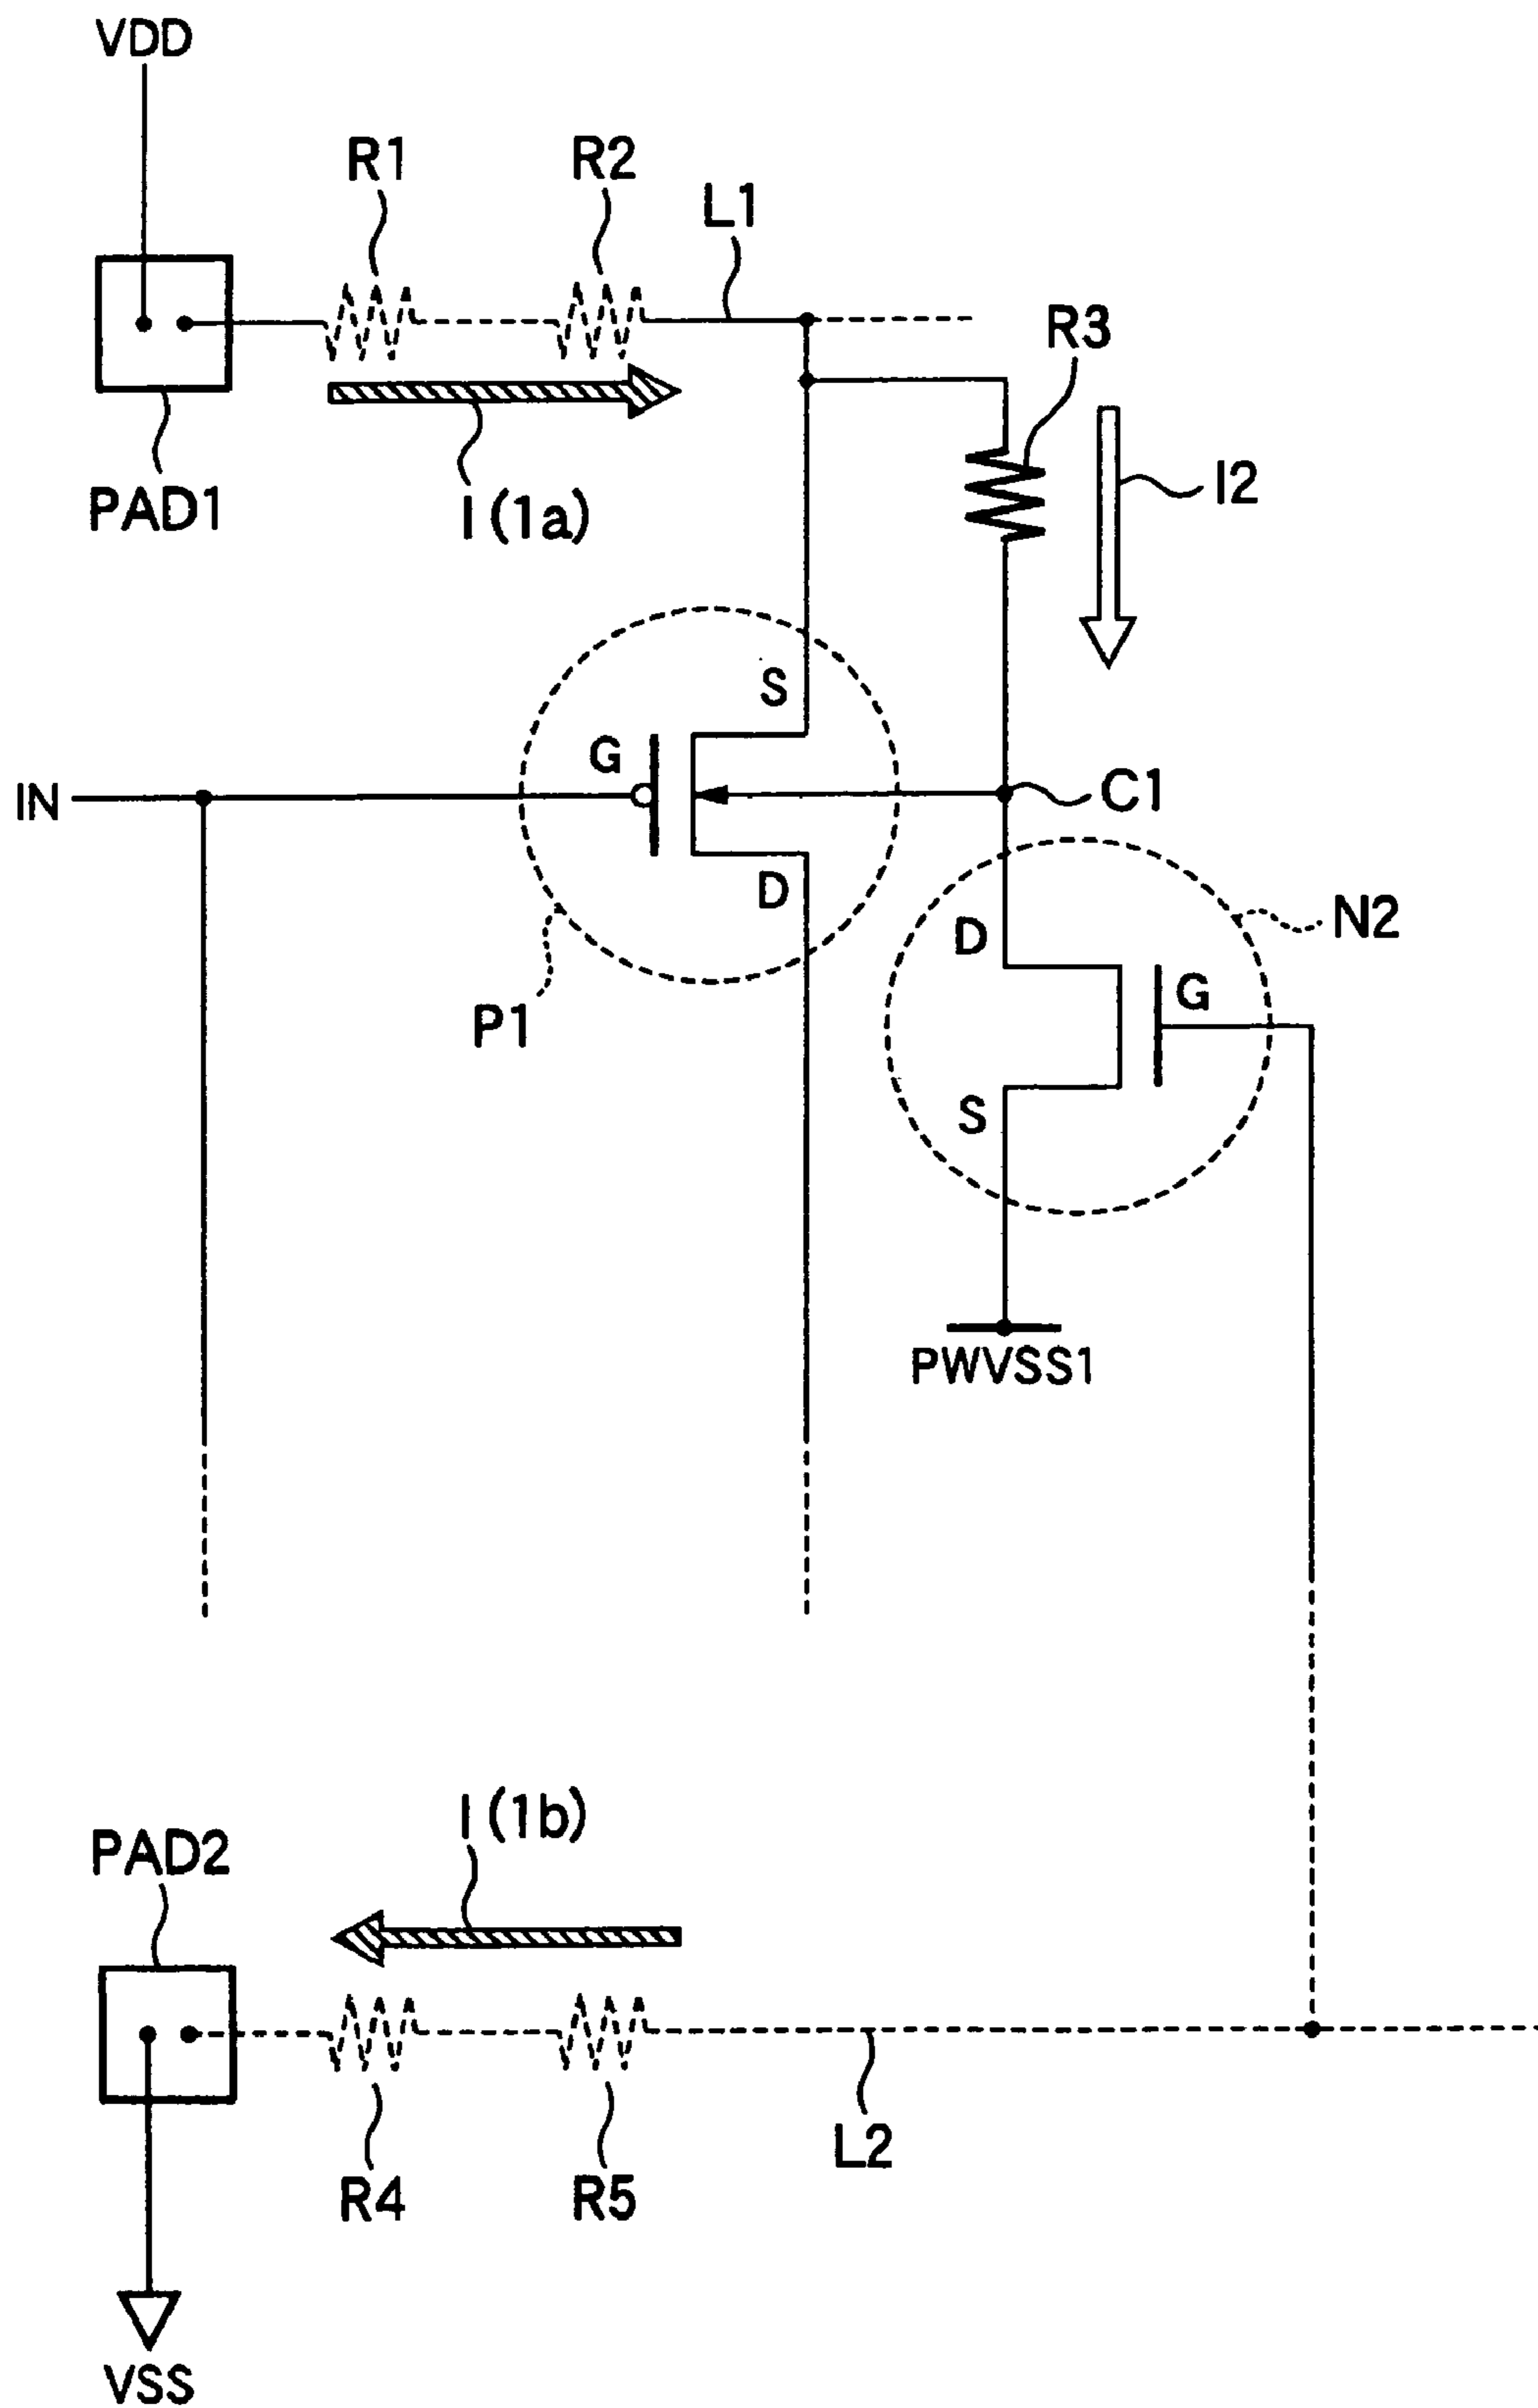 VDD
R1
R2
L1
R3
PAD1
I (1a)
I2
S
G
IN
C1
D
P1
D
N2
G
S
PWVSS1
I (1b)
PAD2
L2
R4
R5
VSS